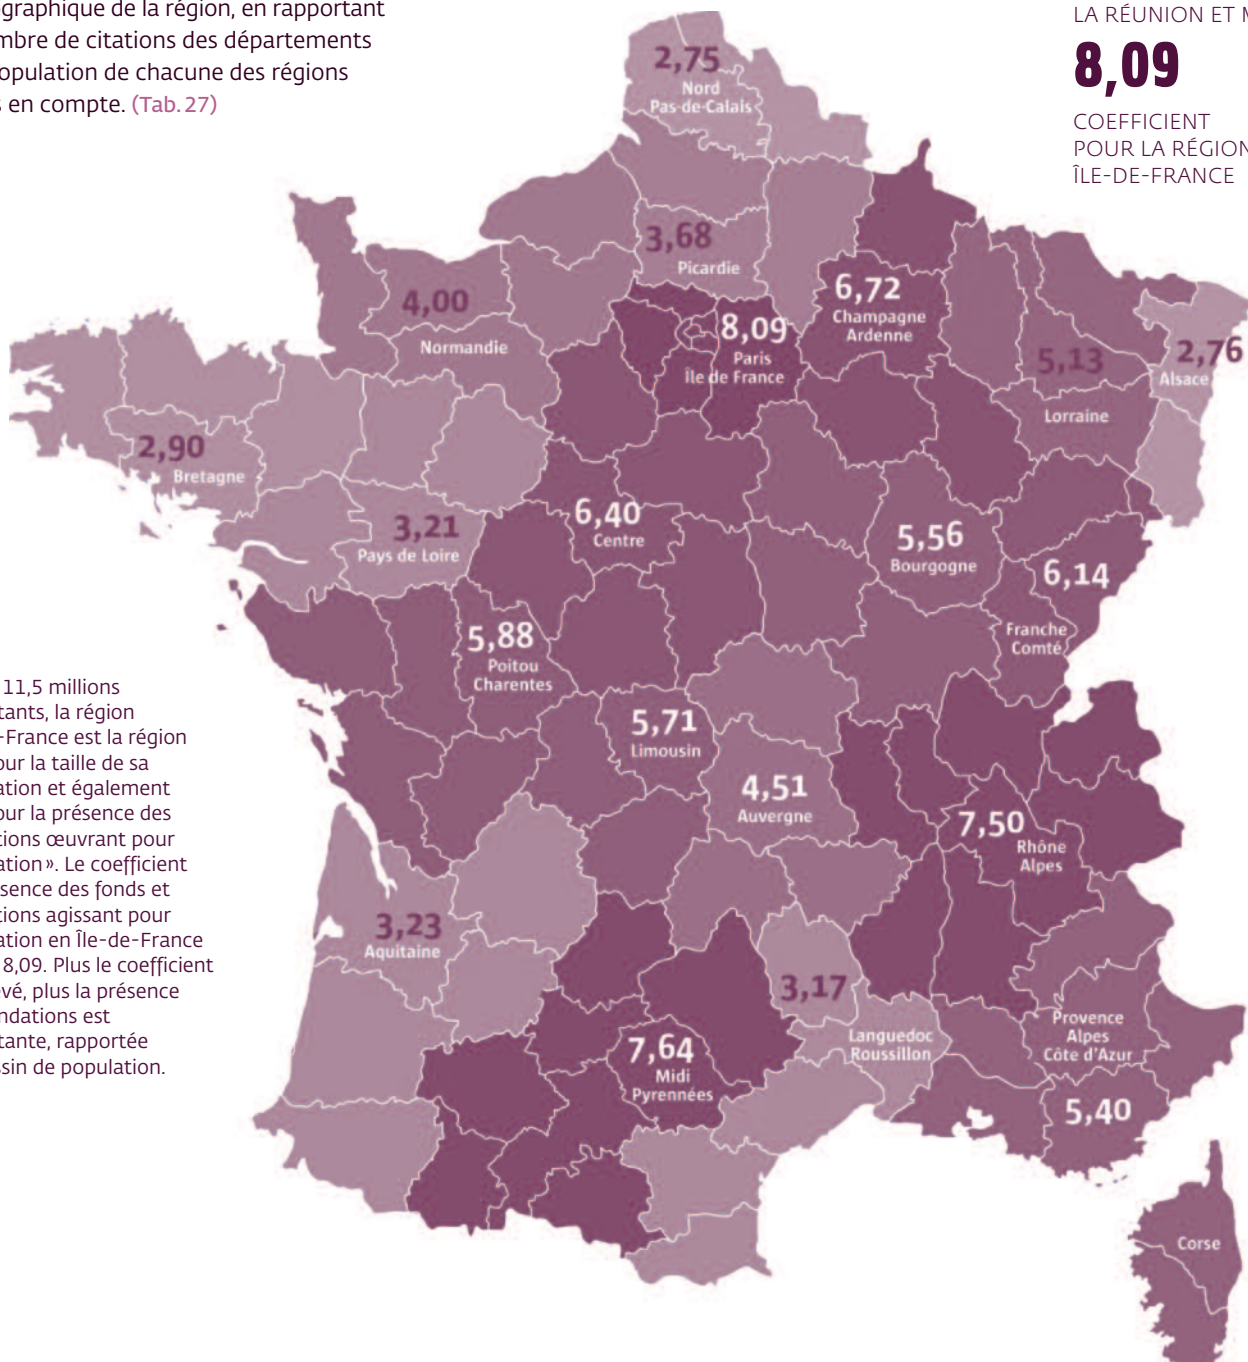 ographique de la région, en rapportant
mbre de citations des départements
opulation de chacune des régions
s en compte. (Tab. 27)
LA RÉUNION ET M
8,09
COEFFICIENT
POUR LA RÉGION
ÎLE-DE-FRANCE
2,75
Nord
Pas-de-Calais
3,68
Picardie
4,00
Normandie
8,09
Paris
Île de France
6,72
Champagne
Ardenne
5,13
Lorraine
2,76
Alsace
2,90
Bretagne
3,21
Pays de Loire
6,40
Centre
5,56
Bourgogne
6,14
Franche
Comté
5,88
Poitou
Charentes
5,71
Limousin
4,51
Auvergne
7,50
Rhône
Alpes
3,23
Aquitaine
3,17
Languedoc
Roussillon
7,64
Midi
Pyrennées
Provence
Alpes
Côte d'Azur
5,40
Corse
11,5 millions
tants, la région
-France est la région
our la taille de sa
ation et également
our la présence des
tions œuvrant pour
ation». Le coefficient
sence des fonds et
tions agissant pour
ation en Île-de-France
8,09. Plus le coefficient
evé, plus la présence
ndations est
tante, rapportée
ssin de population.